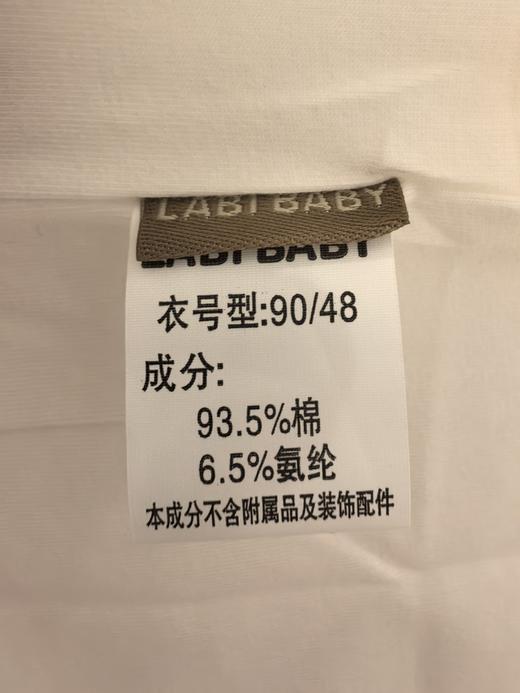 LABI BABY
LABI BABY
衣号型:90/48
成分:
93.5%棉
6.5%氨纶
本成分不含附属品及装饰配件